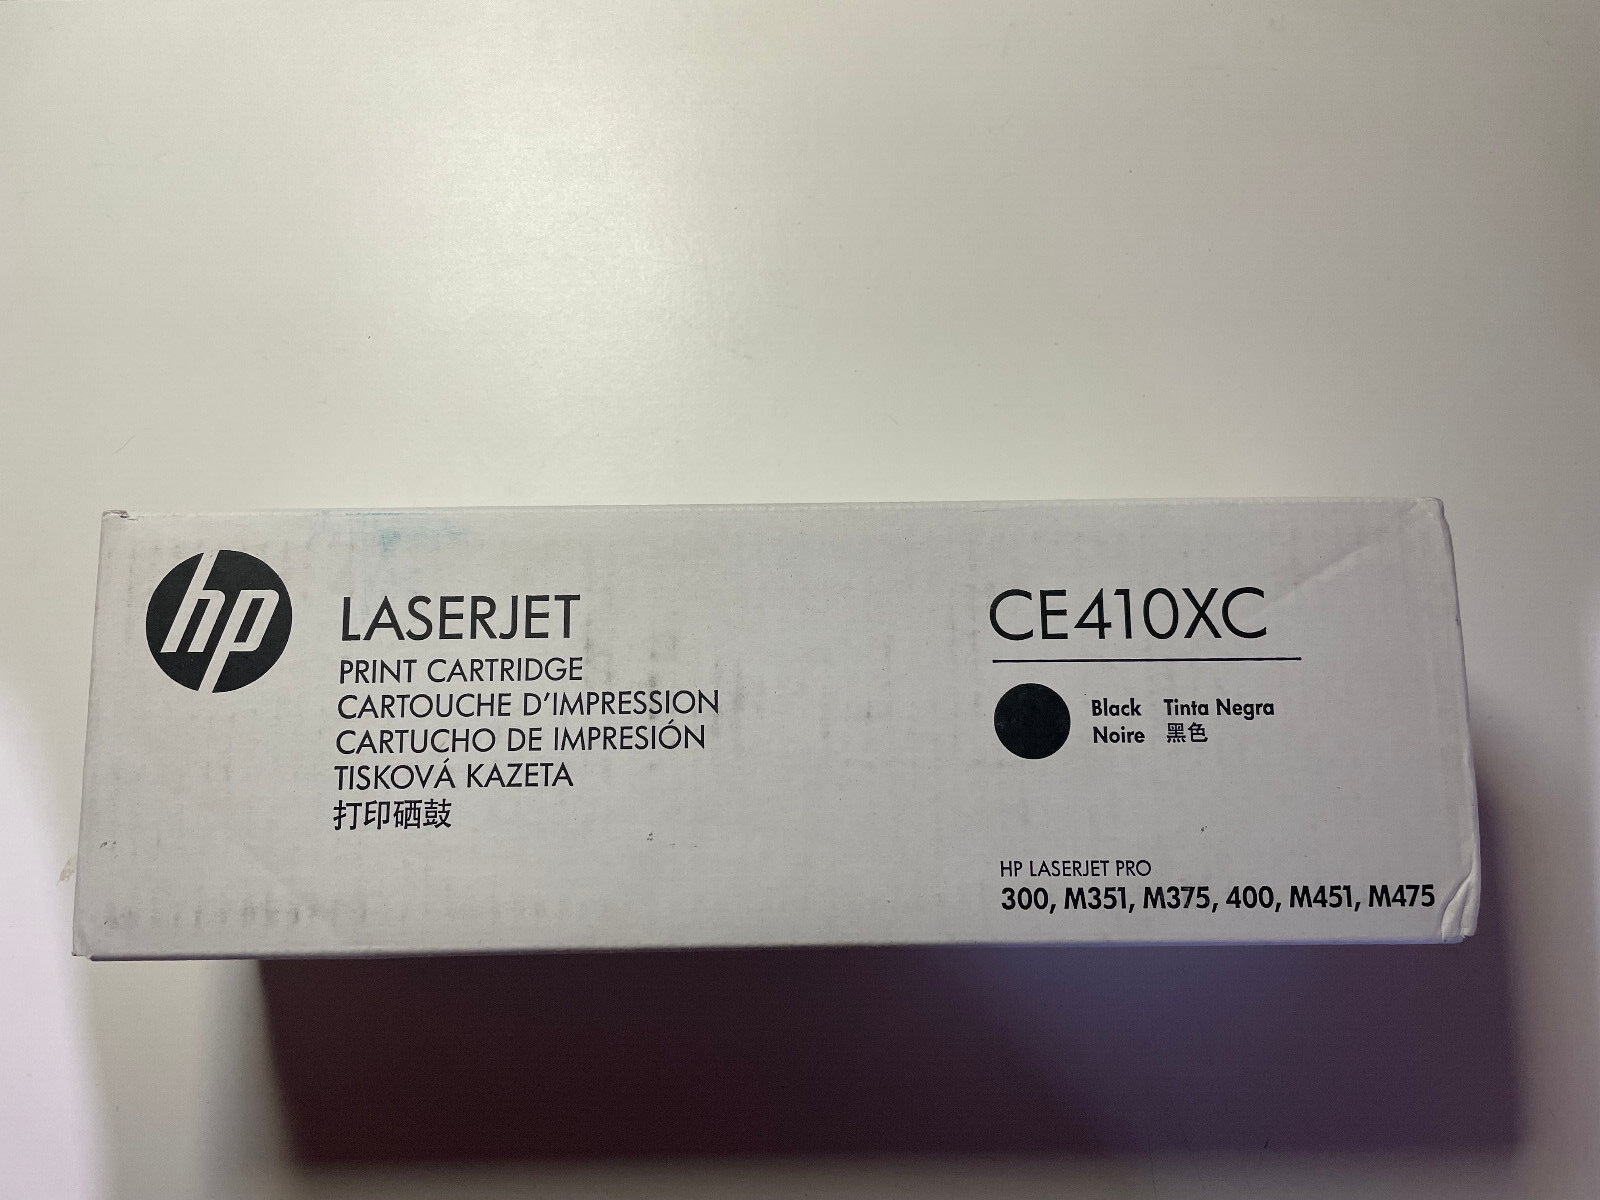 hp
LASERJET
PRINT CARTRIDGE
CARTOUCHE D'IMPRESSION
CARTUCHO DE IMPRESIÓN
TISKOVÁ KAZETA
打印硒鼓
CE410XC
Black Tinta Negra
Noire 黑色
HP LASERJET PRO
300, M351, M375, 400, M451, M475